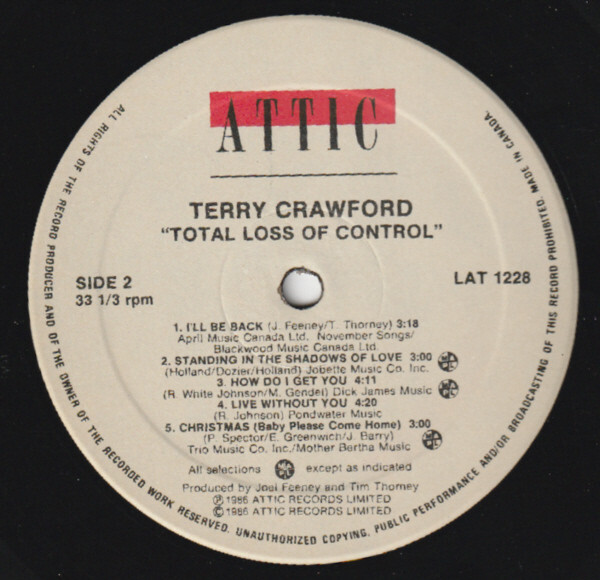 ATTIC
TERRY CRAWFORD
"TOTAL LOSS OF CONTROL"
SIDE 2
33 1/3 rpm
LAT 1228
1. I'LL BE BACK (J. Feeney/T. Thorney) 3:18
April Music Canada Ltd. November Songs/
Blackwood Music Canada Ltd.
2. STANDING IN THE SHADOWS OF LOVE 3:00
(Holland/Dozier/Holland) Jobette Music Co. Inc.
3. HOW DO I GET YOU 4:11
(R. White Johnson/M. Gendel) Dick James Music
4. LIVE WITHOUT YOU 4:20
(R. Johnson) Pondwater Music
5. CHRISTMAS (Baby Please Come Home) 3:00
(P. Spector/E. Greenwich/J. Barry)
Trio Music Co. Inc./Mother Bertha Music
All selections except as indicated
Produced by Joel Feeney and Tim Thorney
℗ 1986 ATTIC RECORDS LIMITED
© 1986 ATTIC RECORDS LIMITED
ALL RIGHTS OF THE RECORD PRODUCER AND OF THE OWNER OF THE RECORDED WORK RESERVED. UNAUTHORIZED COPYING, PUBLIC PERFORMANCE AND/OR BROADCASTING OF THIS RECORD PROHIBITED. MADE IN CANADA.